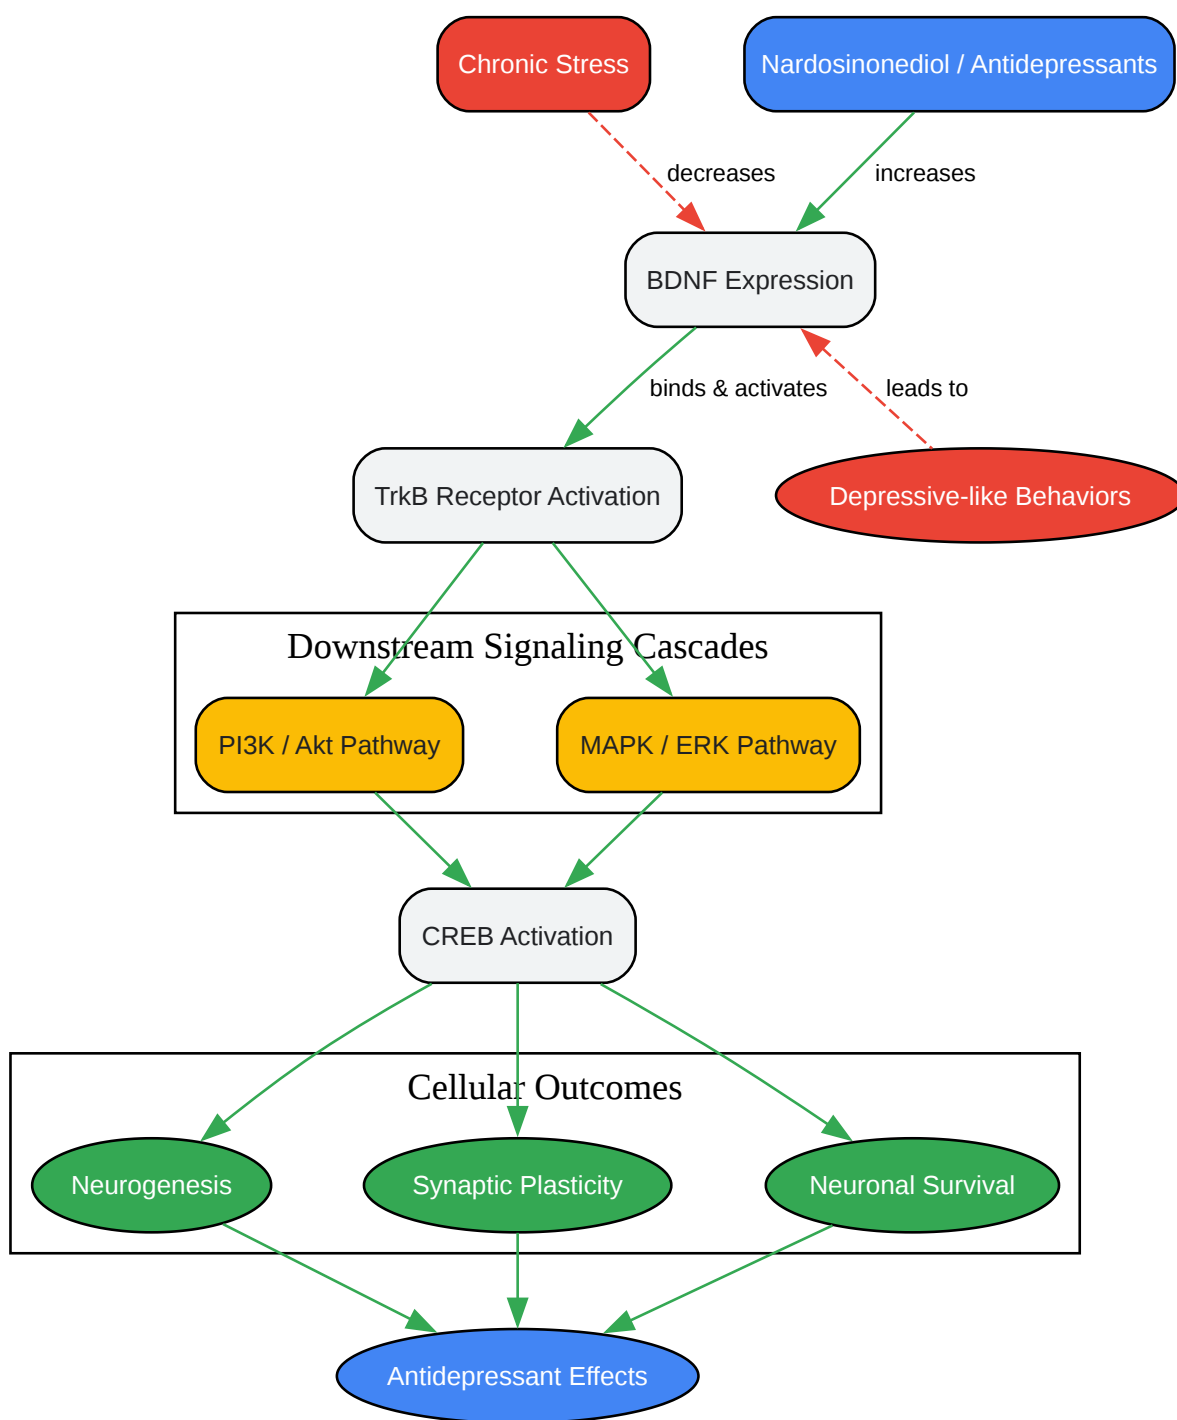 Chronic Stress
Nardosinonediol / Antidepressants
decreases
increases
BDNF Expression
binds & activates
leads to
TrkB Receptor Activation
Depressive-like Behaviors
Downstream Signaling Cascades
PI3K / Akt Pathway
MAPK / ERK Pathway
CREB Activation
Cellular Outcomes
Neurogenesis
Synaptic Plasticity
Neuronal Survival
Antidepressant Effects